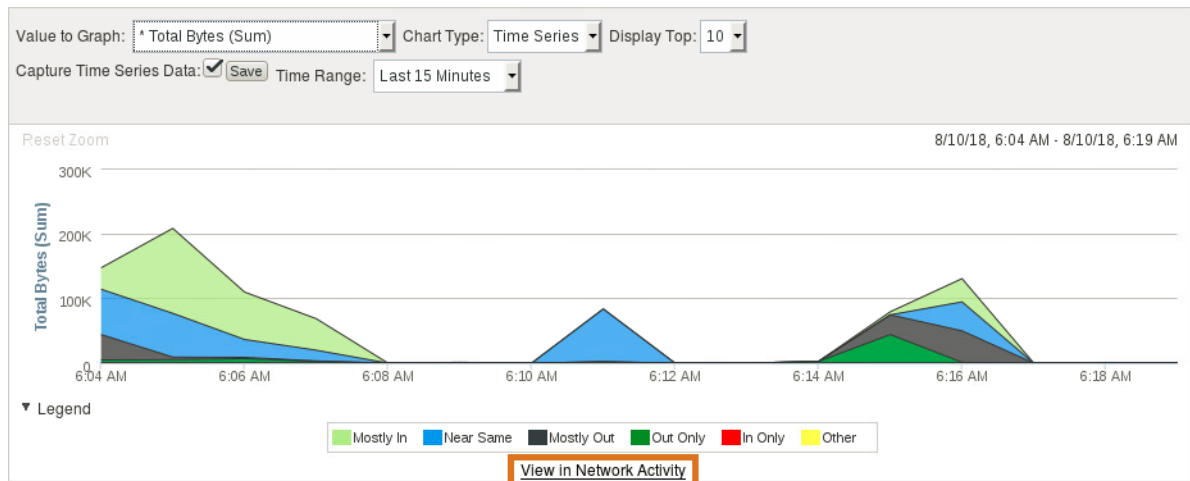 Value to Graph: * Total Bytes (Sum) Chart Type: Time Series Display Top: 10
Capture Time Series Data: Save Time Range: Last 15 Minutes
Reset Zoom 8/10/18, 6:04 AM - 8/10/18, 6:19 AM
Total Bytes (Sum)
300K
200K
100K
0
6:04 AM 6:06 AM 6:08 AM 6:10 AM 6:12 AM 6:14 AM 6:16 AM 6:18 AM
Legend
Mostly In Near Same Mostly Out Out Only In Only Other
View in Network Activity